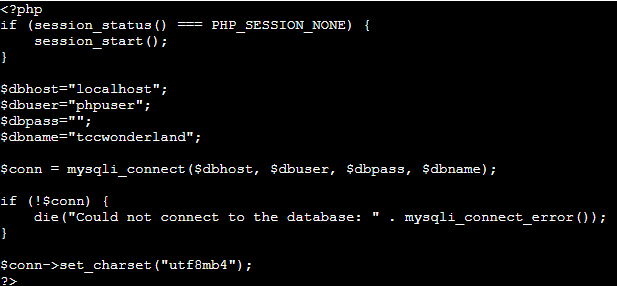 <?php
if (session_status() === PHP_SESSION_NONE) {
    session_start();
}

$dbhost="localhost";
$dbuser="phpuser";
$dbpass="";
$dbname="tccwonderland";

$conn = mysqli_connect($dbhost, $dbuser, $dbpass, $dbname);

if (!$conn) {
    die("Could not connect to the database: " . mysqli_connect_error());
}

$conn->set_charset("utf8mb4");
?>